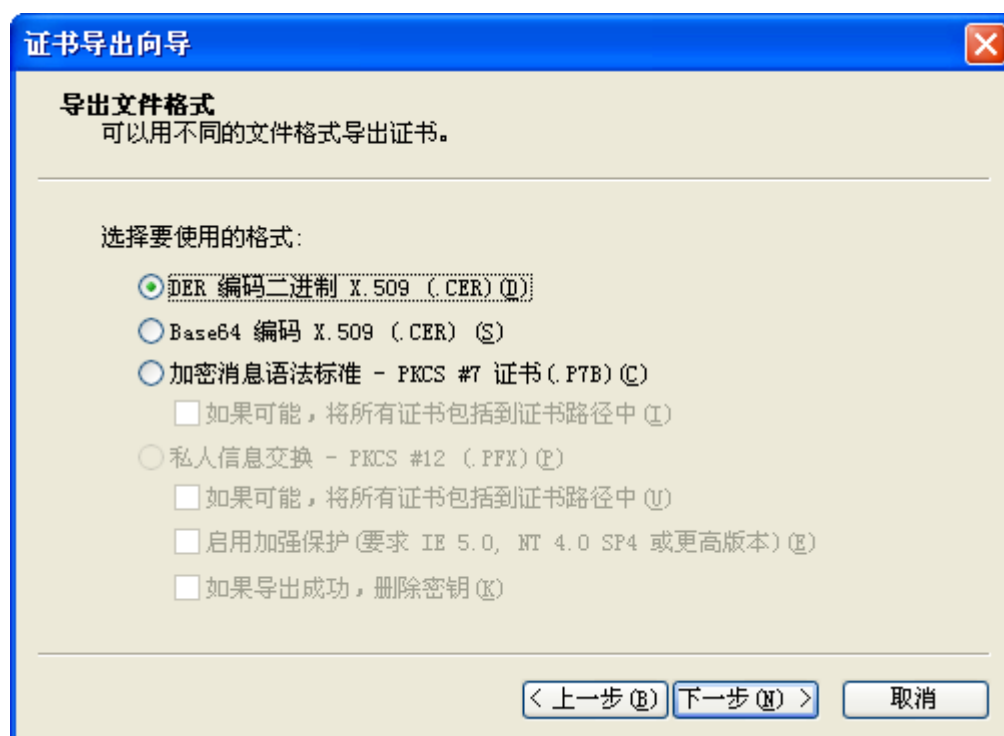 证书导出向导
导出文件格式
可以用不同的文件格式导出证书。
选择要使用的格式:
DER 编码二进制 X.509 (.CER)(D)
Base64 编码 X.509 (.CER) (S)
加密消息语法标准 - PKCS #7 证书(.P7B)(C)
如果可能，将所有证书包括到证书路径中(I)
私人信息交换 - PKCS #12 (.PFX)(P)
如果可能，将所有证书包括到证书路径中(U)
启用加强保护(要求 IE 5.0, NT 4.0 SP4 或更高版本)(E)
如果导出成功，删除密钥(K)
< 上一步(B) 下一步(N) > 取消